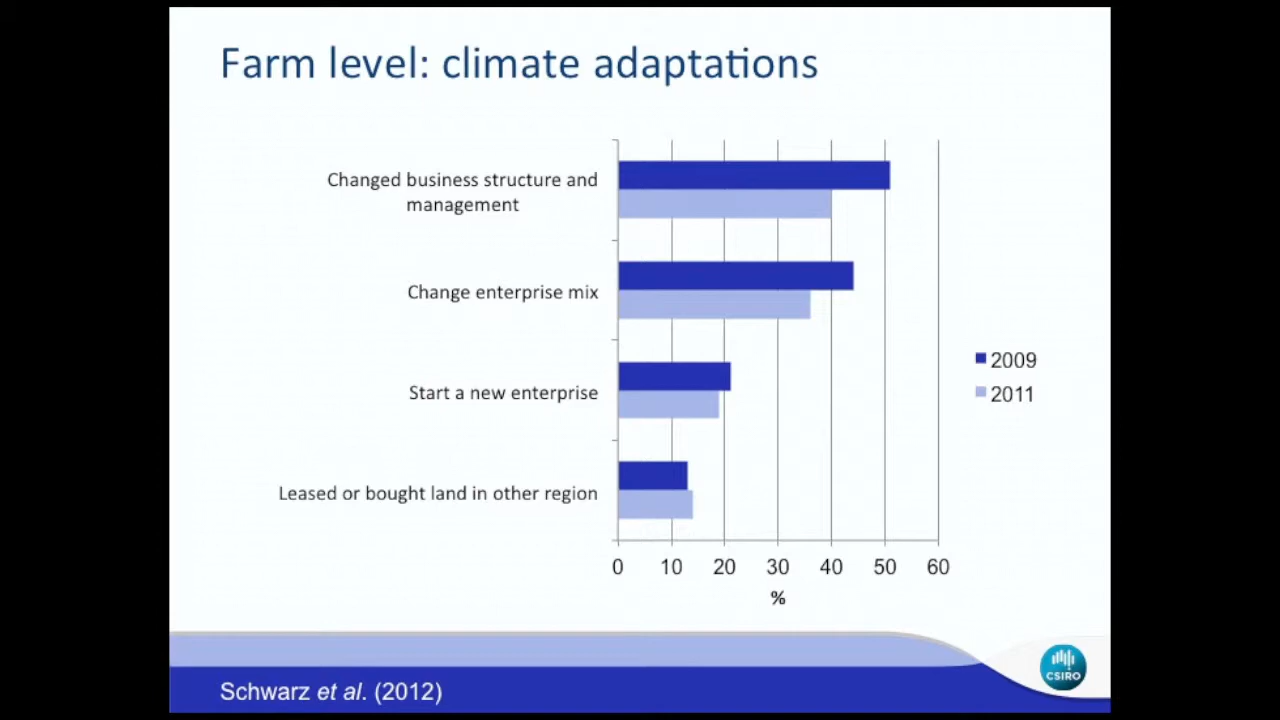 Farm level: climate adaptations
Changed business structure and
management
Change enterprise mix
Start a new enterprise
Leased or bought land in other region
2009
2011
0 10 20 30 40 50 60
%
Schwarz et al. (2012)
CSIRO